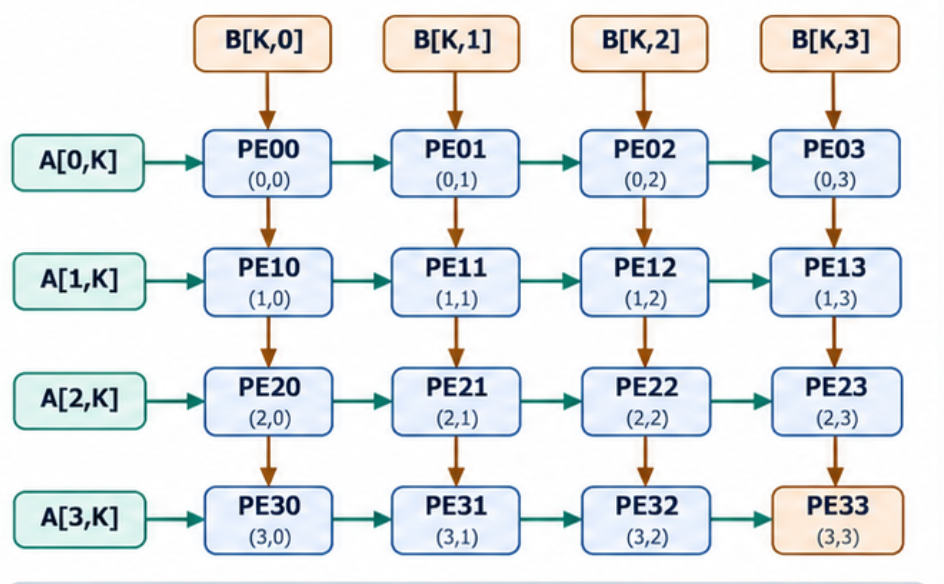 B[K,0]
B[K,1]
B[K,2]
B[K,3]
A[0,K]
PE00
(0,0)
PE01
(0,1)
PE02
(0,2)
PE03
(0,3)
A[1,K]
PE10
(1,0)
PE11
(1,1)
PE12
(1,2)
PE13
(1,3)
A[2,K]
PE20
(2,0)
PE21
(2,1)
PE22
(2,2)
PE23
(2,3)
A[3,K]
PE30
(3,0)
PE31
(3,1)
PE32
(3,2)
PE33
(3,3)